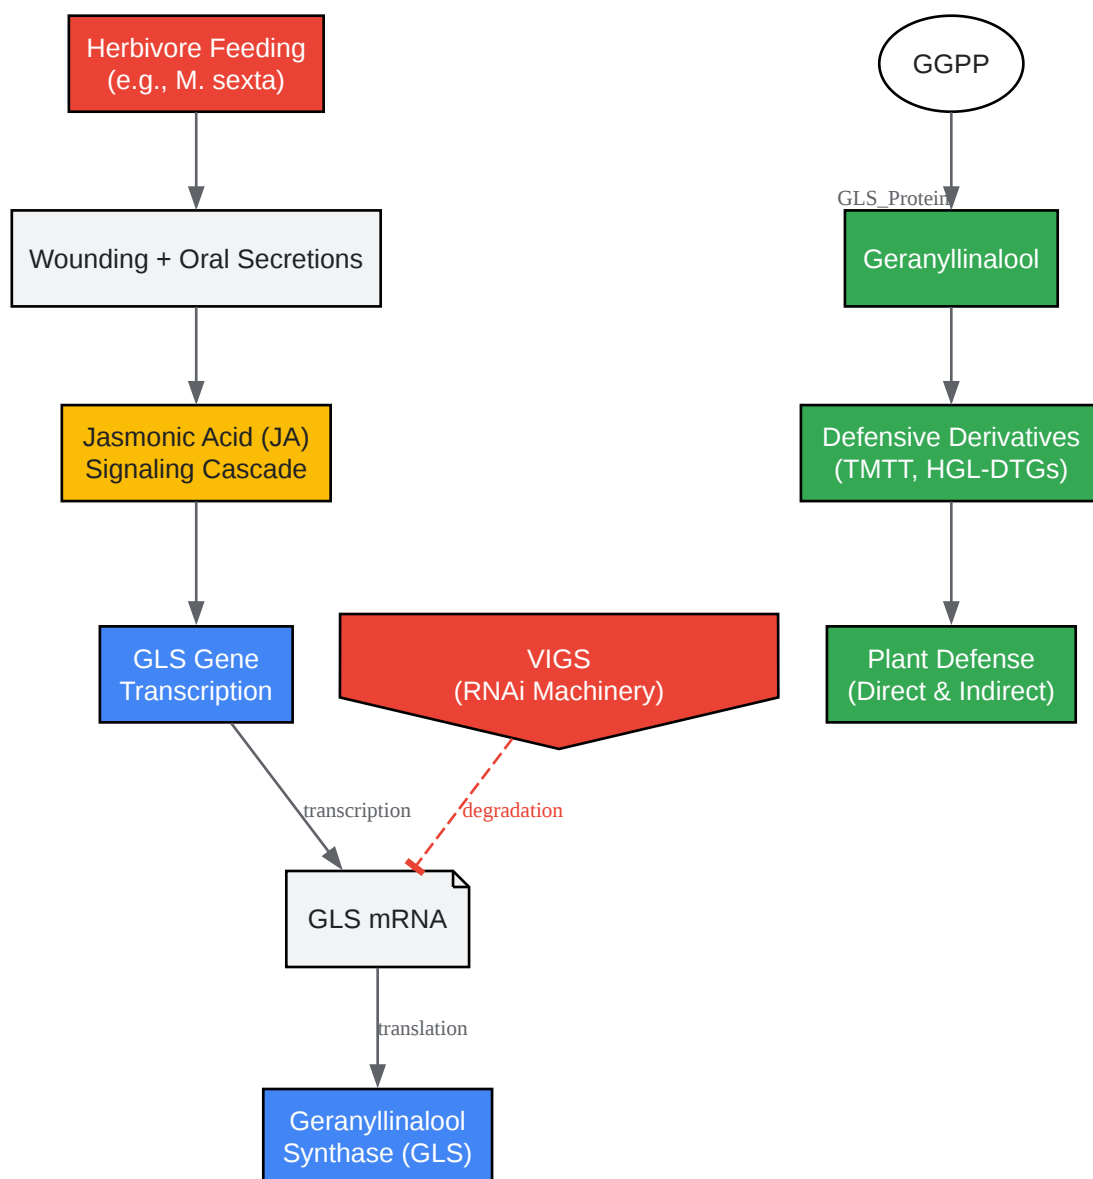 Herbivore Feeding
(e.g., M. sexta)
GGPP
GLS_Protein
Wounding + Oral Secretions
Geranyllinalool
Jasmonic Acid (JA)
Signaling Cascade
Defensive Derivatives
(TMTT, HGL-DTGs)
GLS Gene
Transcription
VIGS
(RNAi Machinery)
Plant Defense
(Direct & Indirect)
transcription
degradation
GLS mRNA
translation
Geranyllinalool
Synthase (GLS)